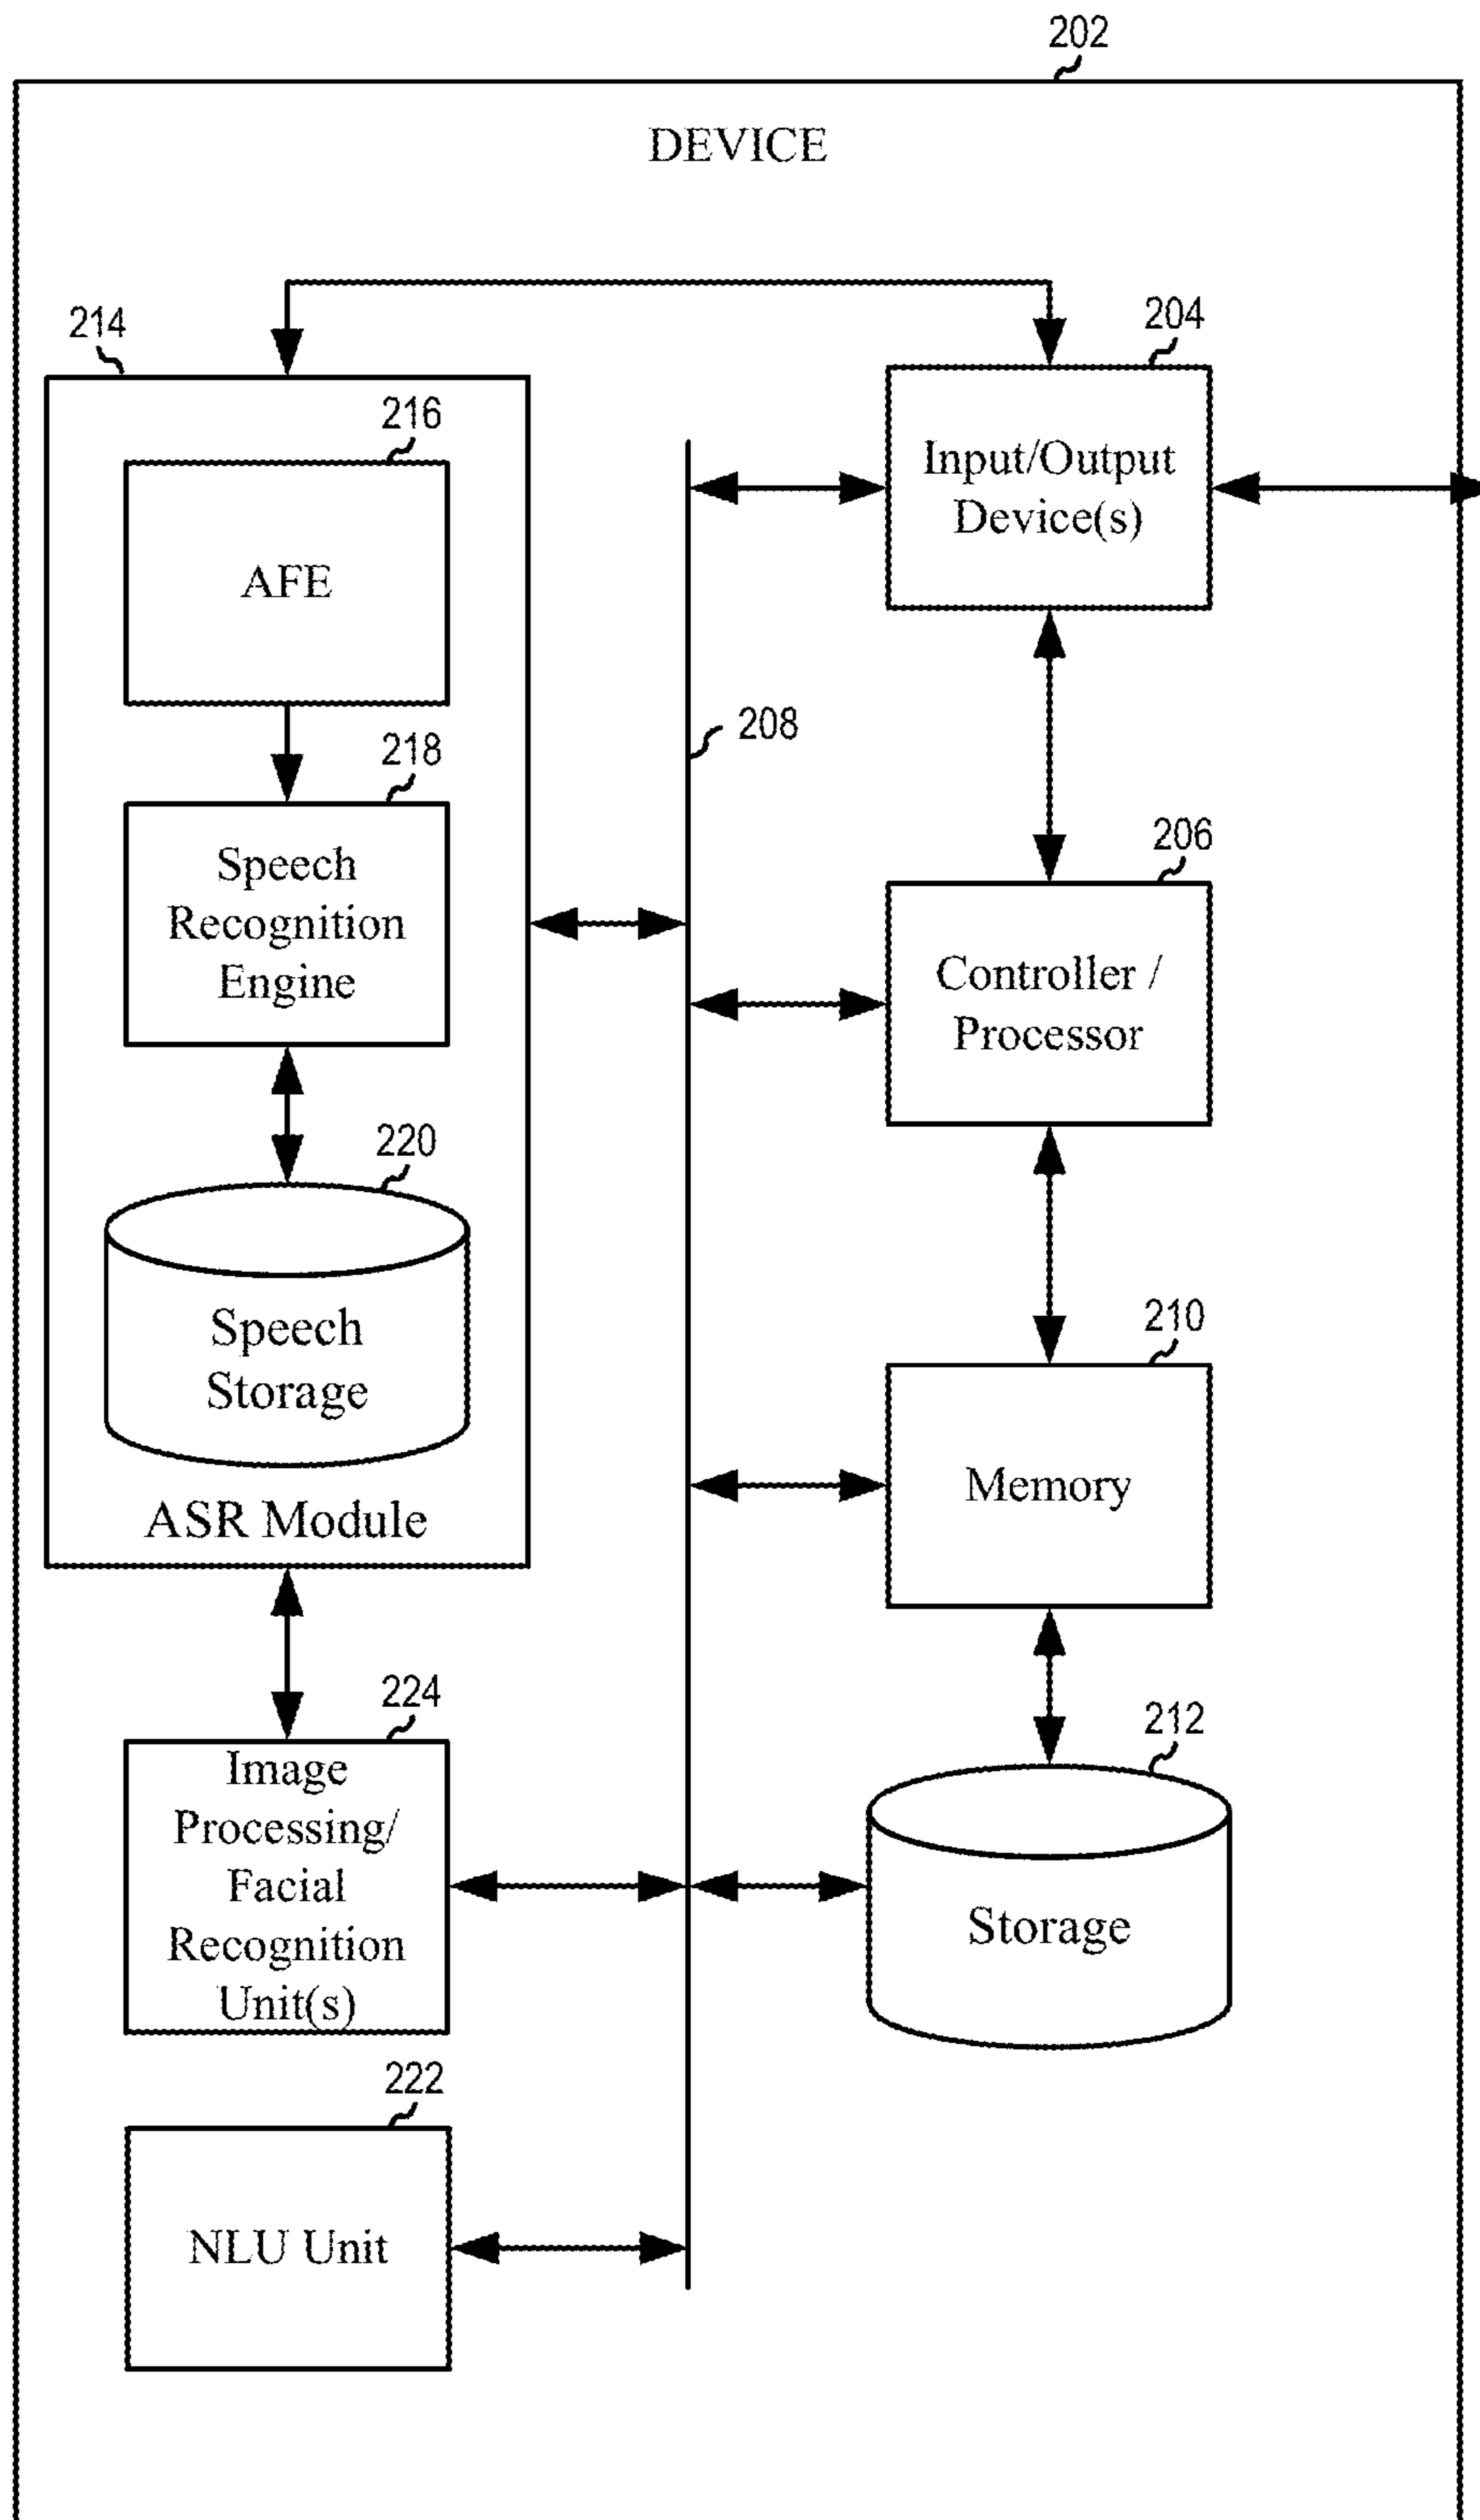 202
DEVICE
214
204
216
Input/Output
Device(s)
AFE
208
218
206
Speech
Recognition
Engine
Controller /
Processor
220
210
Speech
Storage
Memory
ASR Module
224
212
Image
Processing/
Facial
Recognition
Unit(s)
Storage
222
NLU Unit